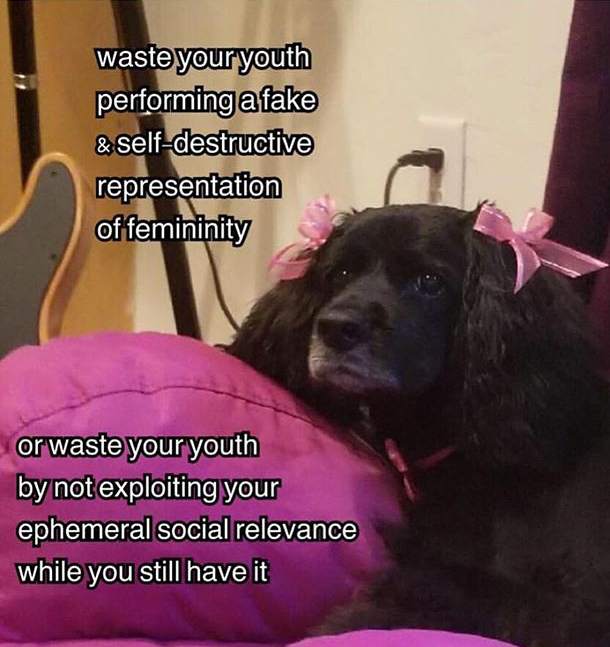 waste your youth
performing a fake
& self-destructive
representation
of femininity
or waste your youth
by not exploiting your
ephemeral social relevance
while you still have it